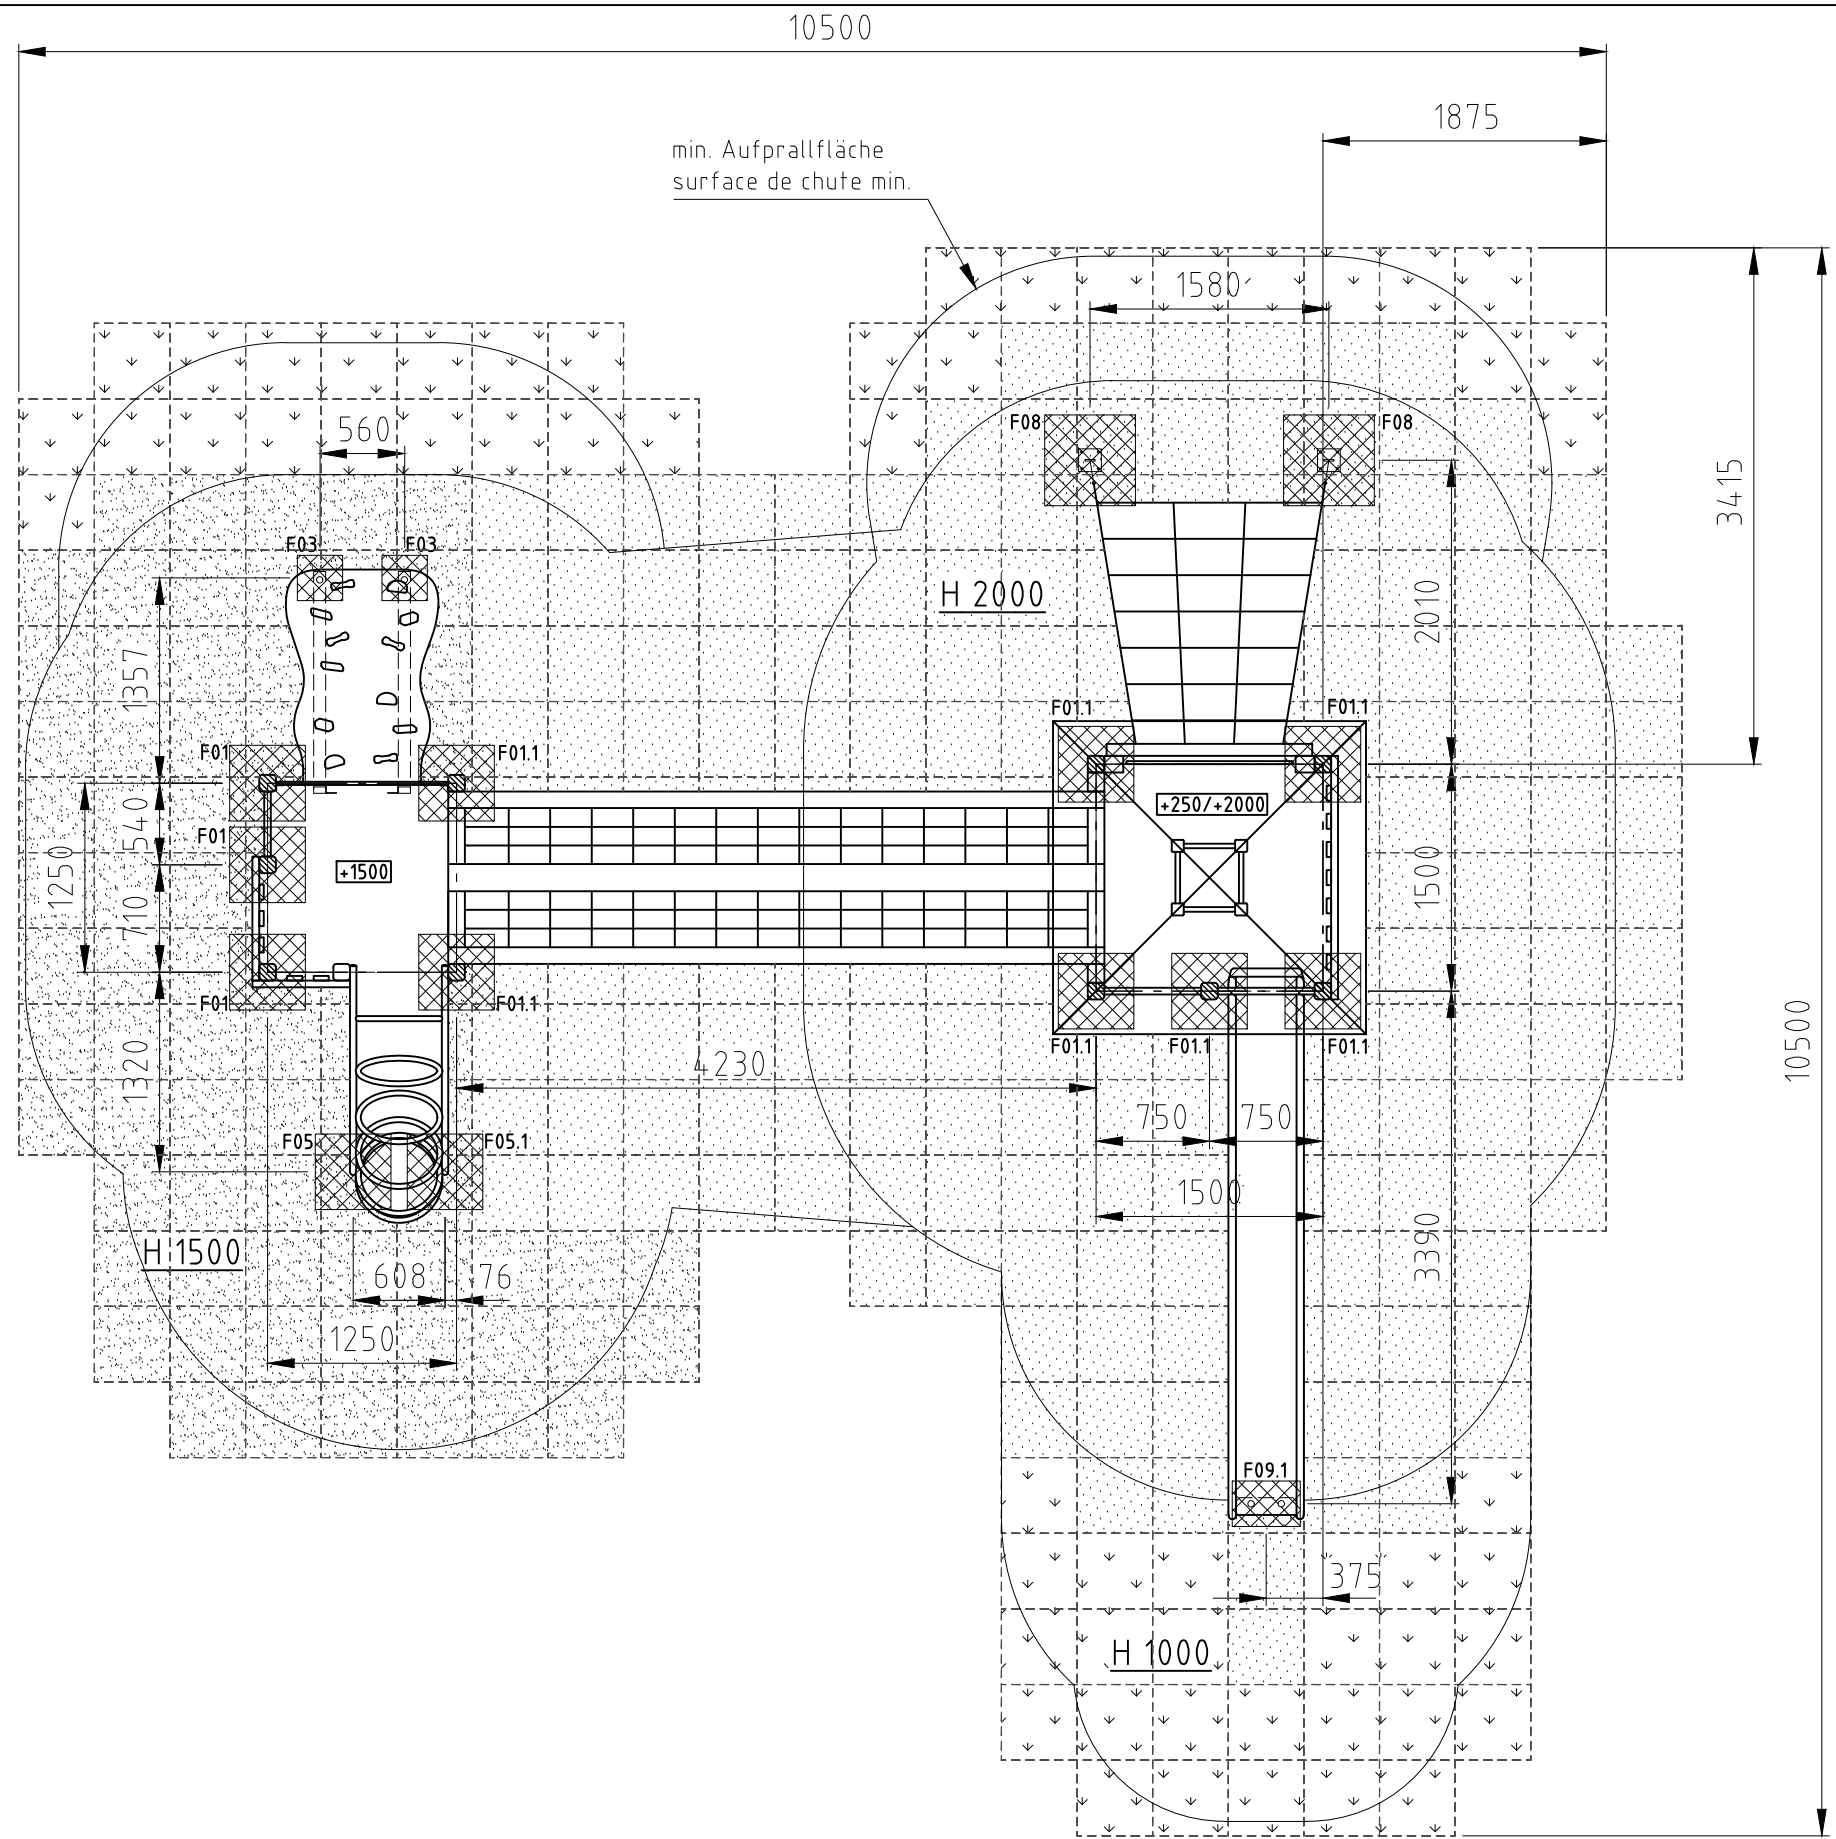 10500
1875
min. Aufprallfläche
surface de chute min.
1580
560
F08
F08
3415
F03
F03
H 2000
2010
1357
F01.1
F01.1
F01
F01.1
+250/+2000
540
F01
1250
+1500
1500
710
F01
F01.1
10500
F01.1
F01.1
F01.1
1320
4230
750
750
F05
F05.1
1500
3390
H 1500
608
76
1250
F09.1
375
H 1000